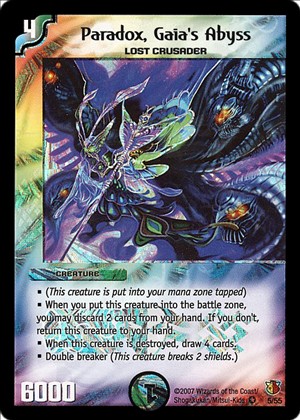 4
Paradox, Gaia's Abyss
LOST CRUSADER
CREATURE
▪ (This creature is put into your mana zone tapped)
▪ When you put this creature into the battle zone,
you may discard 2 cards from your hand. If you don't,
return this creature to your hand.
▪ When this creature is destroyed, draw 4 cards.
▪ Double breaker (This creature breaks 2 shields.)
6000
1
©2007 Wizards of the Coast/
Shogakukan/Mitsui-Kids
5/55